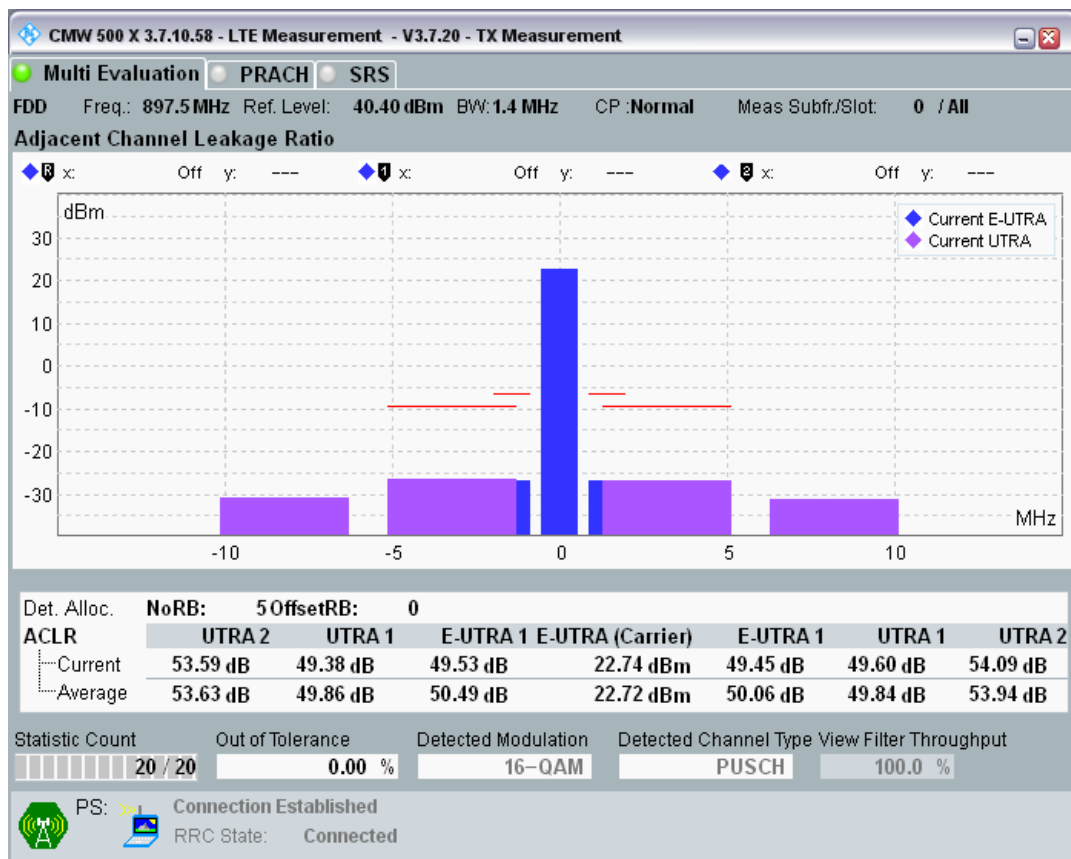 CMW 500 X 3.7.10.58 - LTE Measurement - V3.7.20 - TX Measurement
Multi Evaluation PRACH SRS
FDD Freq.: 897.5 MHz Ref. Level: 40.40 dBm BW: 1.4 MHz CP :Normal Meas Subfr./Slot: 0 / All
Adjacent Channel Leakage Ratio
R x: Off y: --- 1 x: Off y: --- 2 x: Off y: ---
dBm
Current E-UTRA
Current UTRA
30
20
10
0
-10
-20
-30
MHz
-10 -5 0 5 10
Det. Alloc. NoRB: 5 OffsetRB: 0
ACLR UTRA 2 UTRA 1 E-UTRA 1 E-UTRA (Carrier) E-UTRA 1 UTRA 1 UTRA 2
Current 53.59 dB 49.38 dB 49.53 dB 22.74 dBm 49.45 dB 49.60 dB 54.09 dB
Average 53.63 dB 49.86 dB 50.49 dB 22.72 dBm 50.06 dB 49.84 dB 53.94 dB
Statistic Count Out of Tolerance Detected Modulation Detected Channel Type View Filter Throughput
20 / 20 0.00 % 16-QAM PUSCH 100.0 %
PS: Connection Established
RRC State: Connected